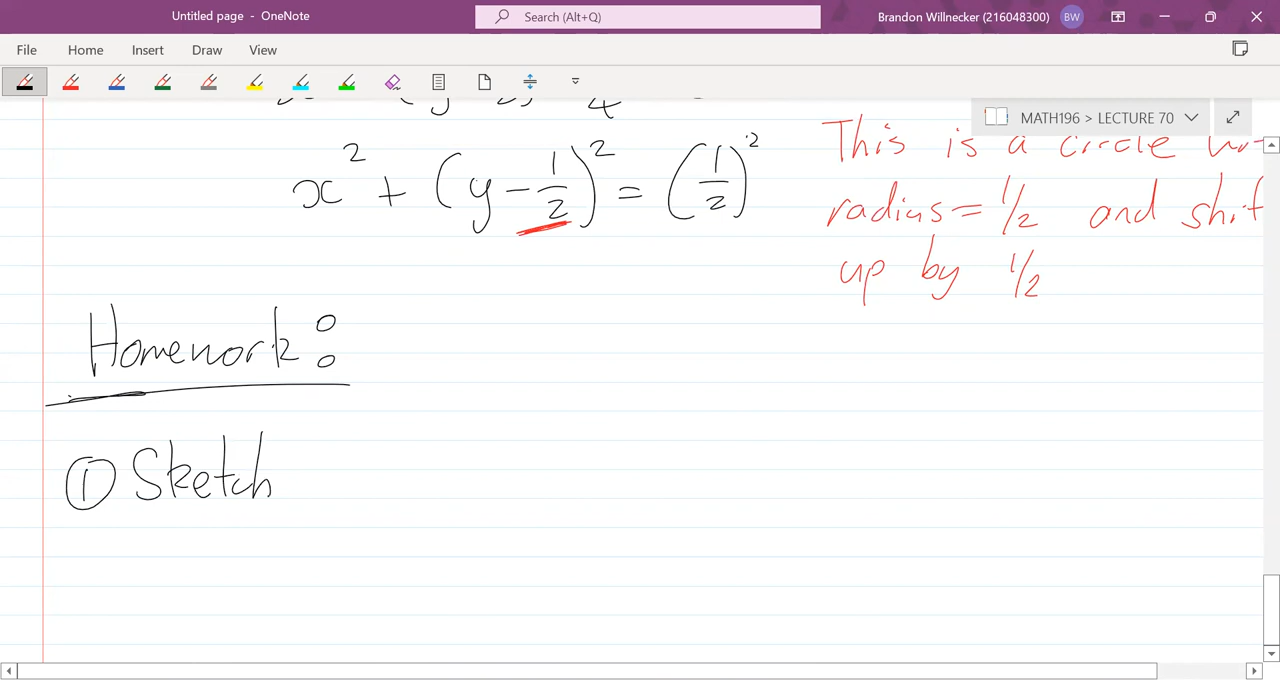 Untitled page - OneNote
Search (Alt+Q)
Brandon Willnecker (216048300)
BW
File
Home
Insert
Draw
View
MATH196 > LECTURE 70
x² + (y - 1/2)² = (1/2)²
This is a circle
radius = 1/2 and shif
up by 1/2
Homework:
① Sketch